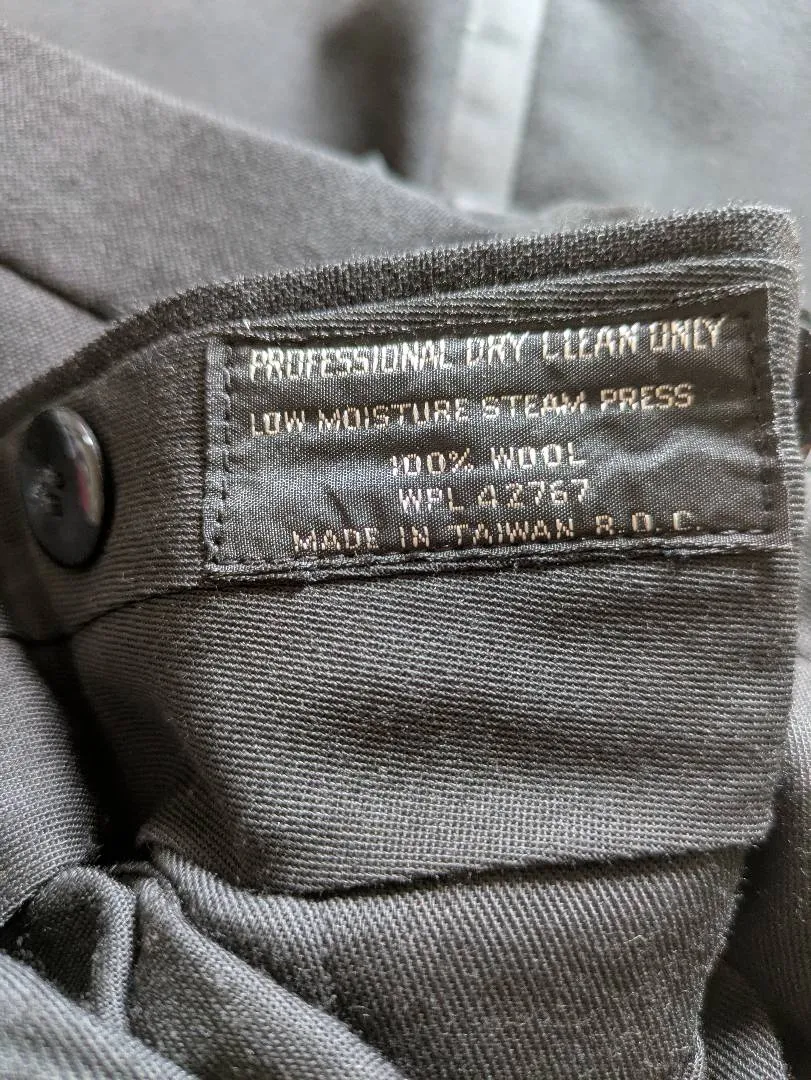 PROFESSIONAL DRY CLEAN ONLY
LOW MOISTURE STEAM PRESS
100% WOOL
WPL 42767
MADE IN TAIWAN R.O.C.